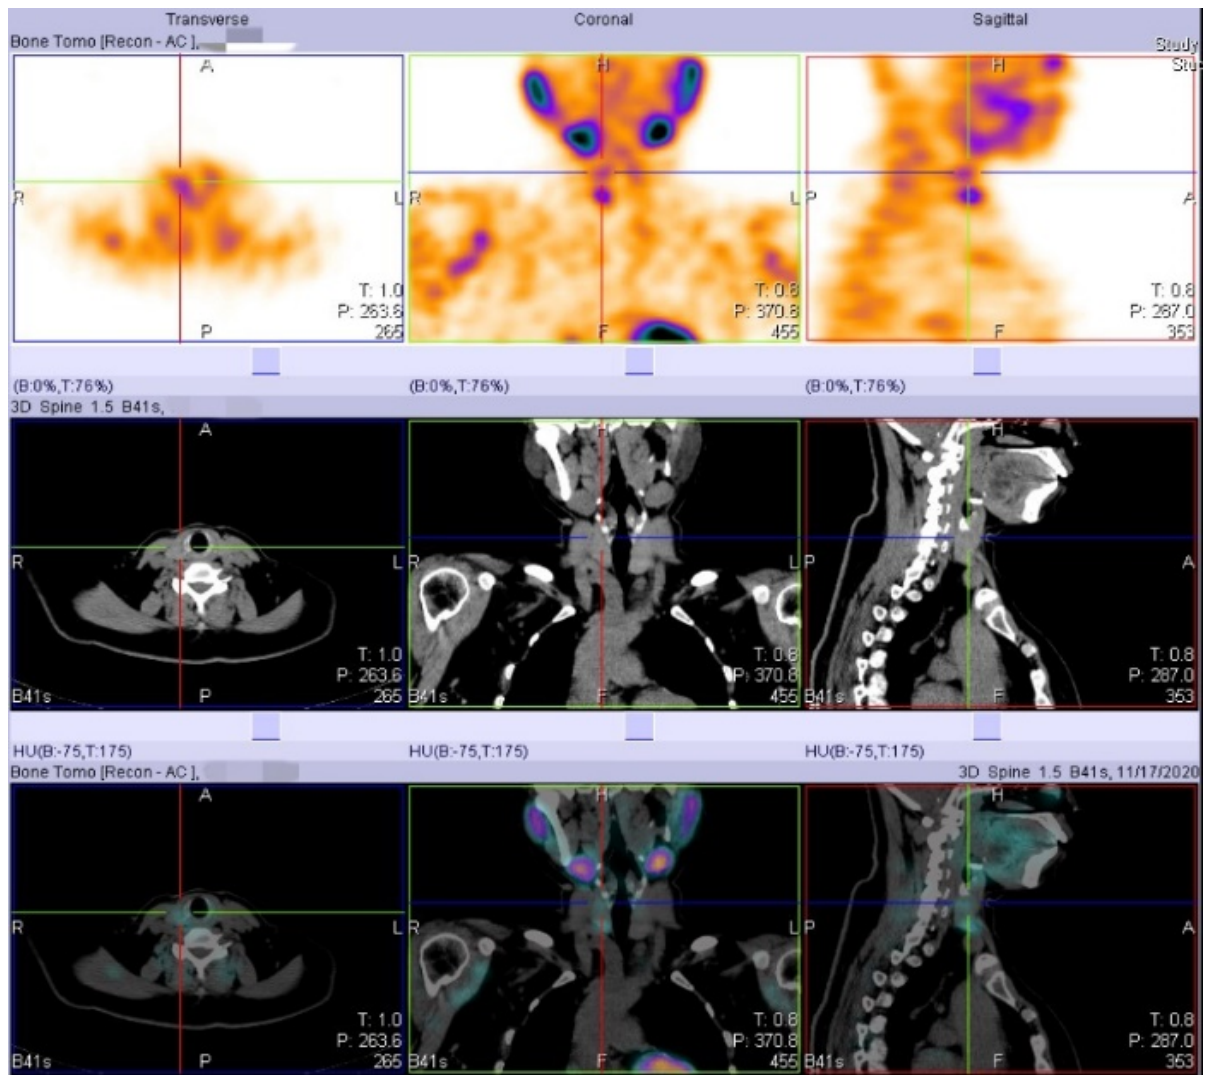 Transverse Coronal Sagittal
Bone Tomo [Recon - AC ], Study
Stu
A H H
R L R L P A
T: 1.0 T: 0.8 T: 0.8
P: 263.6 P: 370.8 P: 287.0
P 265 F 455 F 353
(B:0%,T:76%) (B:0%,T:76%) (B:0%,T:76%)
3D Spine 1.5 B41s,
A H
R L R L P A
T: 1.0 T: 0.8 T: 0.8
P: 263.6 P: 370.8 P: 287.0
B41s P 265 B41s F 455 B41s F 353
HU(B:-75,T:175) HU(B:-75,T:175) HU(B:-75,T:175)
Bone Tomo [Recon - AC ], 3D Spine 1.5 B41s, 11/17/2020
A H H
R L R L P A
T: 1.0 T: 0.8 T: 0.8
P: 263.6 P: 370.8 P: 287.0
B41s P 265 B41s F 455 B41s F 353